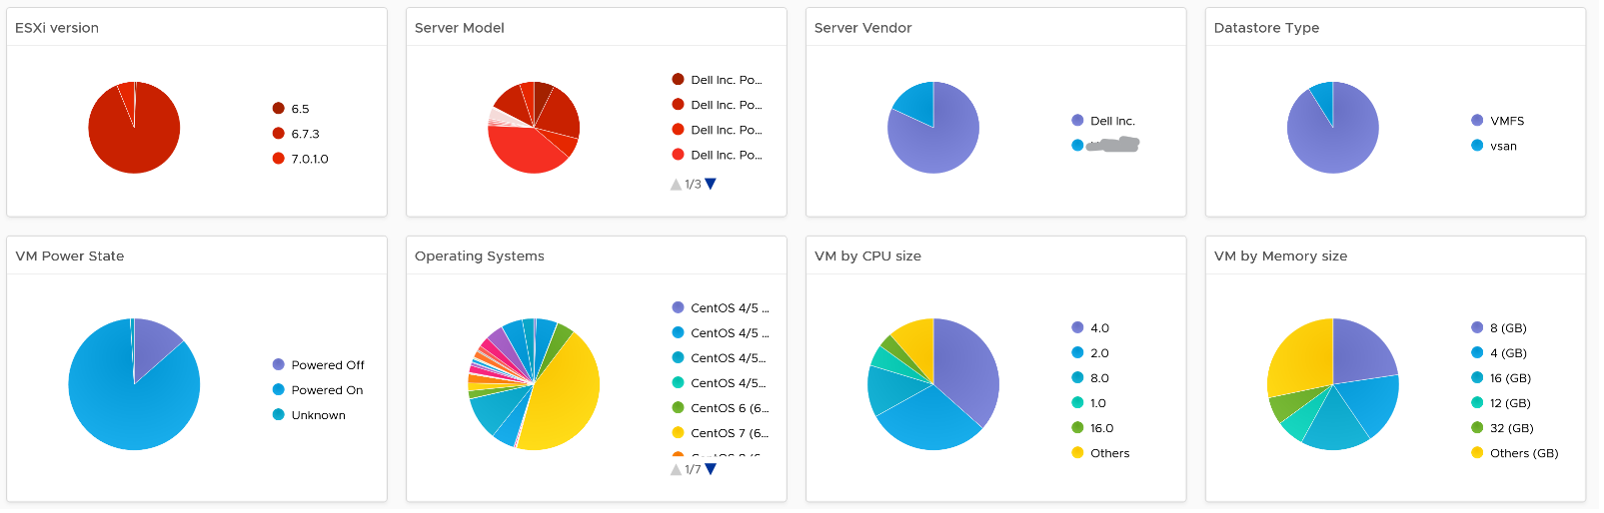 ESXi version
6.5
6.7.3
7.0.1.0
Server Model
Dell Inc. Po...
Dell Inc. Po...
Dell Inc. Po...
Dell Inc. Po...
1/3
Server Vendor
Dell Inc.
Datastore Type
VMFS
vsan
VM Power State
Powered Off
Powered On
Unknown
Operating Systems
CentOS 4/5 ...
CentOS 4/5 ...
CentOS 4/5...
CentOS 4/5...
CentOS 6 (6...
CentOS 7 (6...
1/7
VM by CPU size
4.0
2.0
8.0
1.0
16.0
Others
VM by Memory size
8 (GB)
4 (GB)
16 (GB)
12 (GB)
32 (GB)
Others (GB)